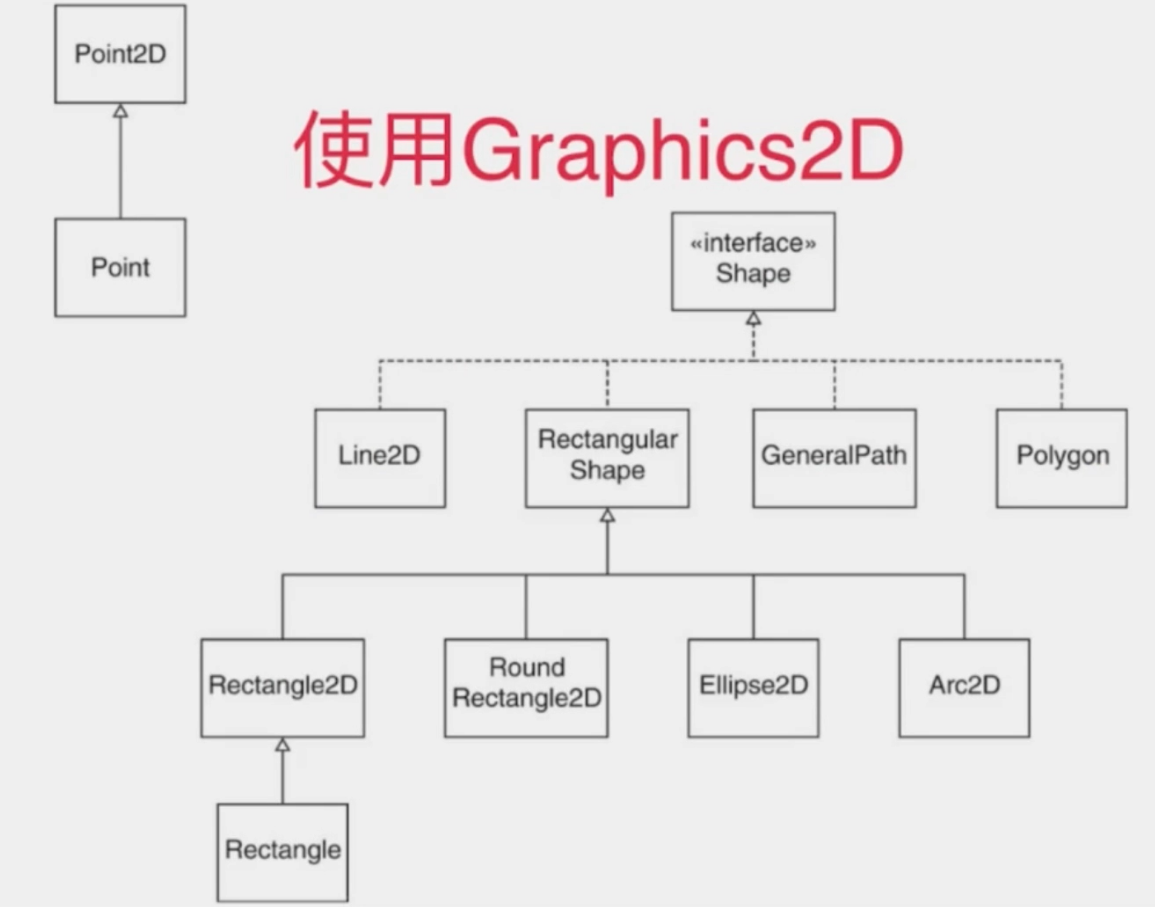 Point2D
使用Graphics2D
Point
«interface»
Shape
Line2D
Rectangular
Shape
GeneralPath
Polygon
Rectangle2D
Round
Rectangle2D
Ellipse2D
Arc2D
Rectangle